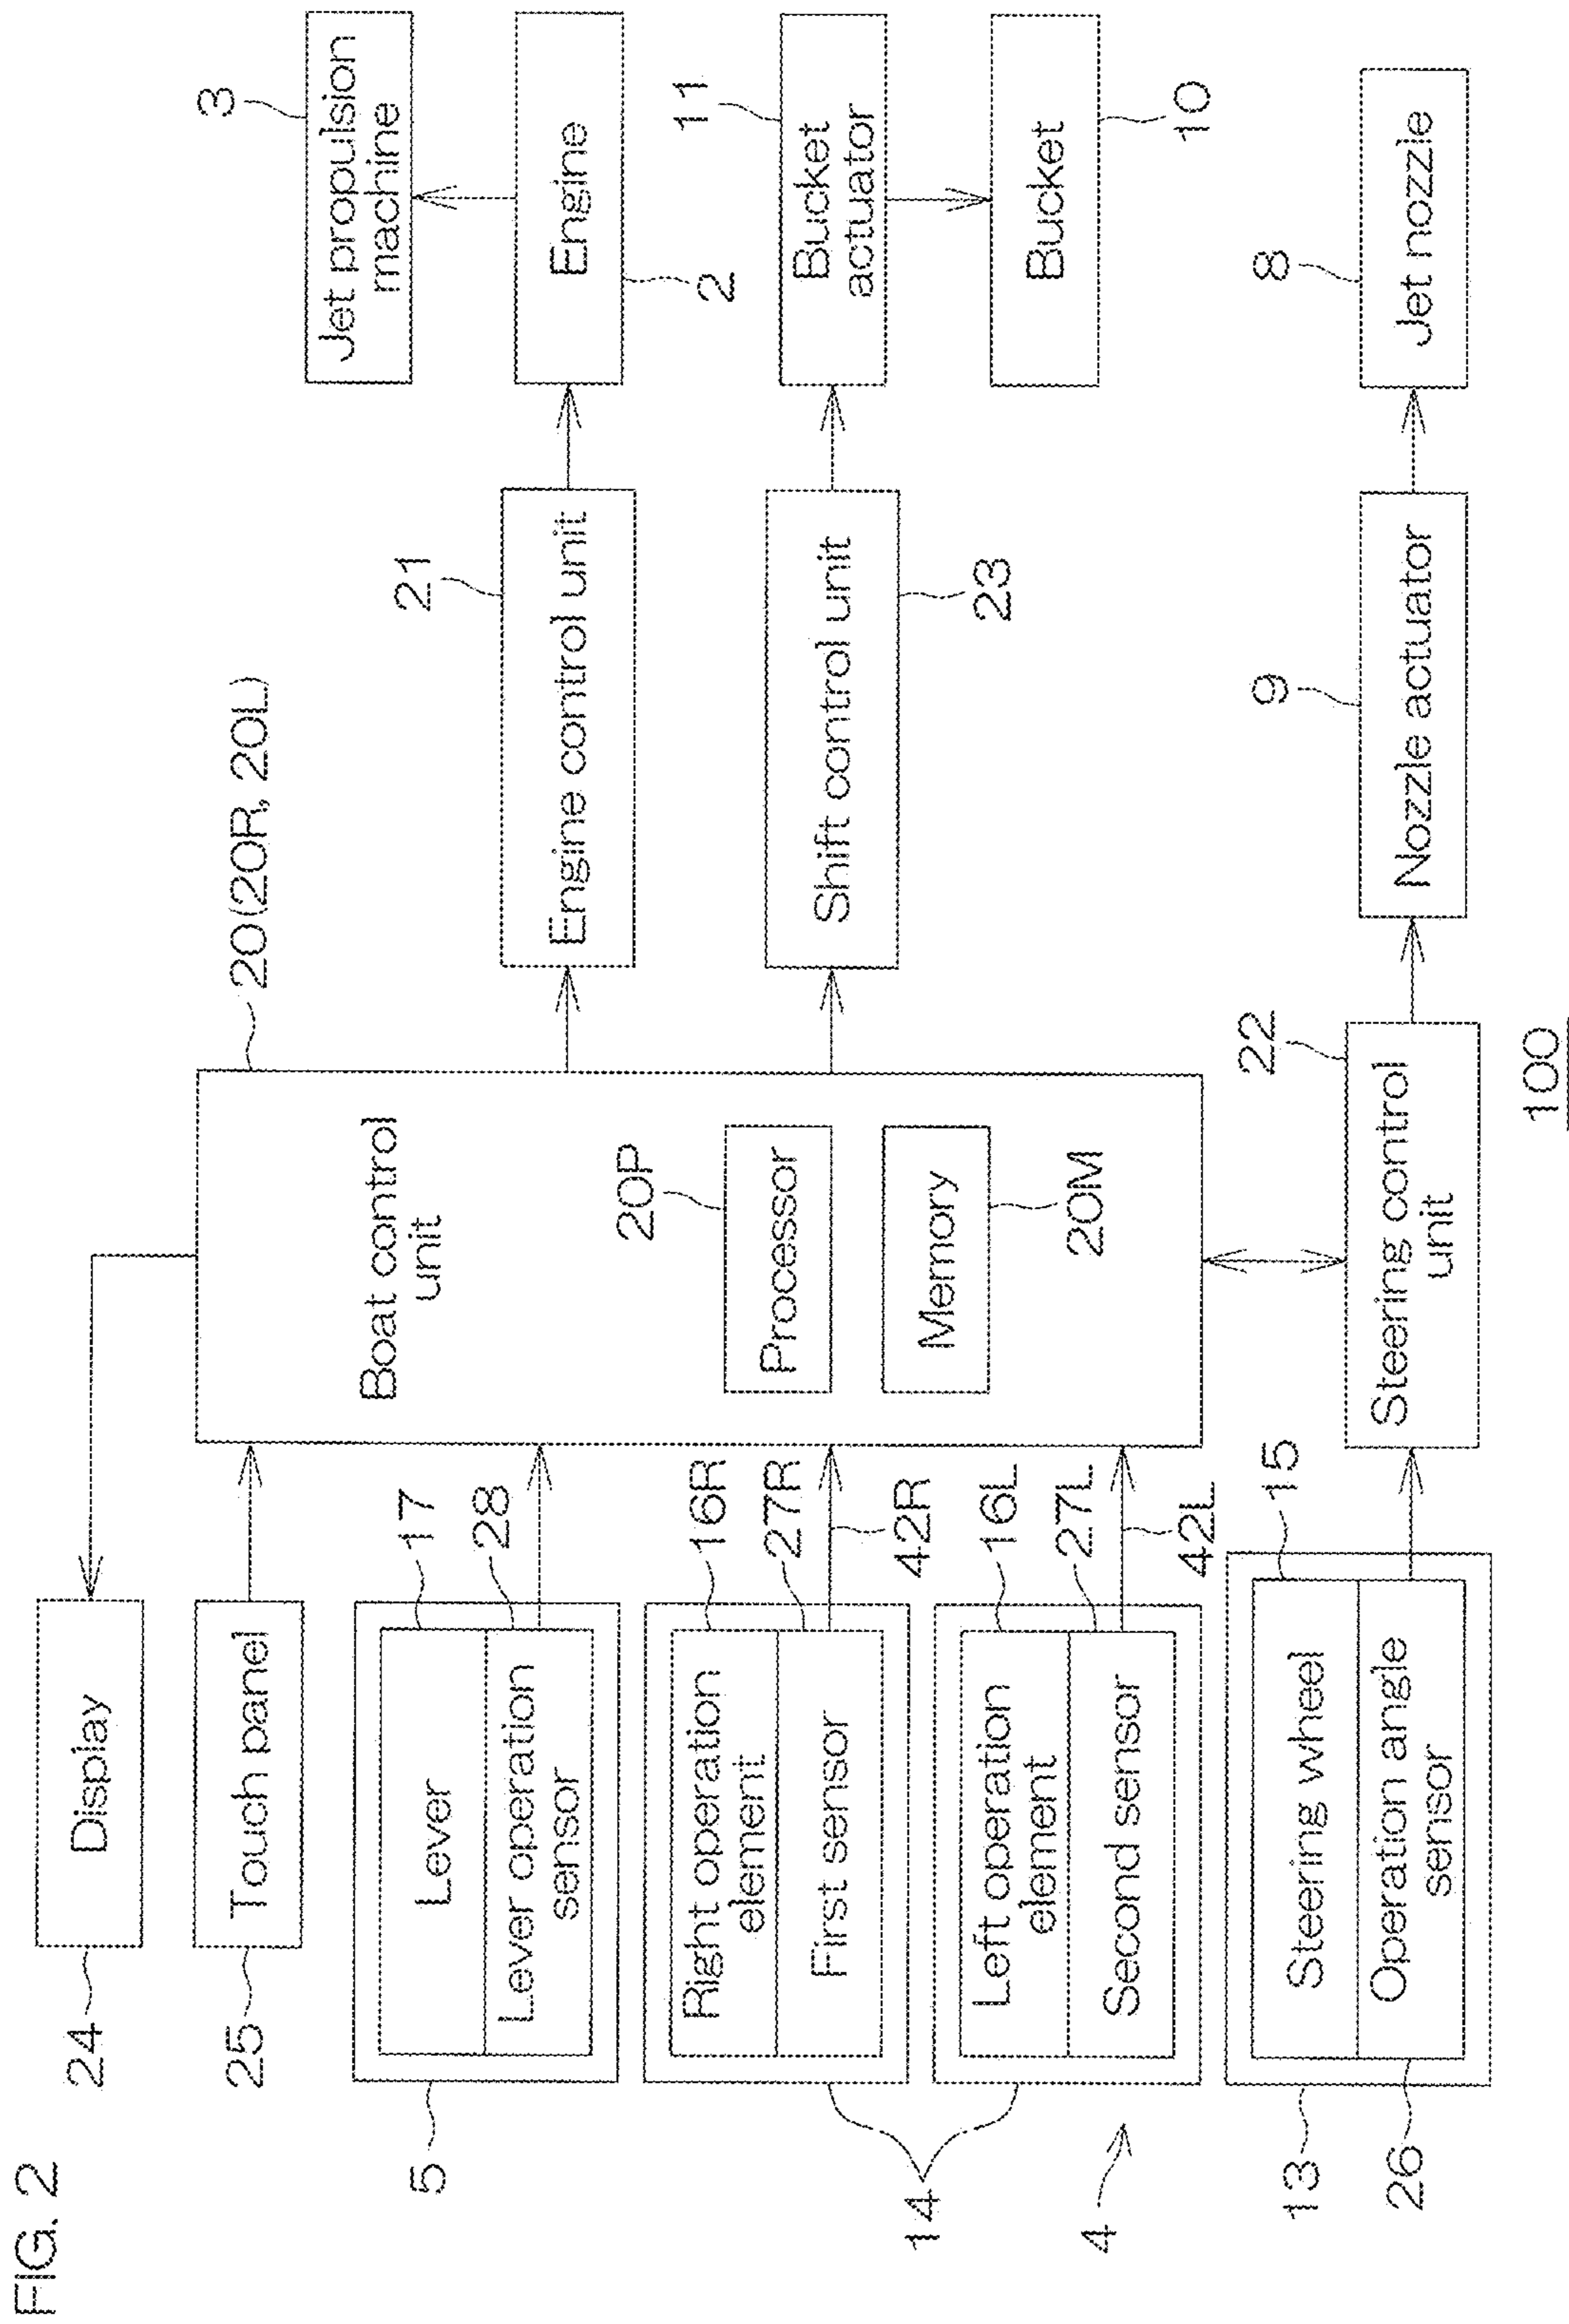 FIG. 2
24
Display
25
Touch panel
5
Lever
17
Lever operation
sensor
28
14
Right operation
element
16R
First sensor
27R
42R
4
Left operation
element
16L
Second sensor
27L
42L
13
Steering wheel
15
26
Operation angle
sensor
20(20R, 20L)
Boat control
unit
20P
Processor
Memory
20M
22
Steering control
unit
21
Engine control unit
Shift control unit
23
9
Nozzle actuator
3
Jet propulsion
machine
Engine
2
11
Bucket
actuator
Bucket
10
8
Jet nozzle
100